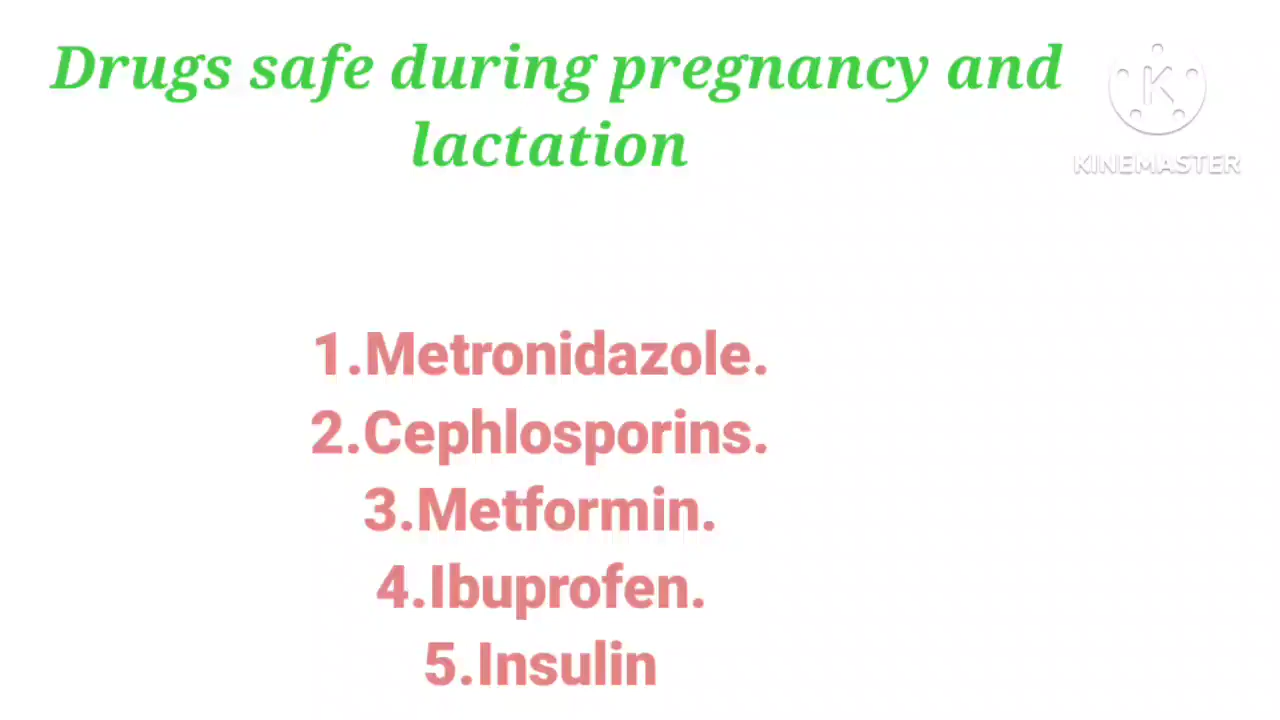 Drugs safe during pregnancy and
lactation
KINEMASTER
1.Metronidazole.
2.Cephlosporins.
3.Metformin.
4.Ibuprofen.
5.Insulin